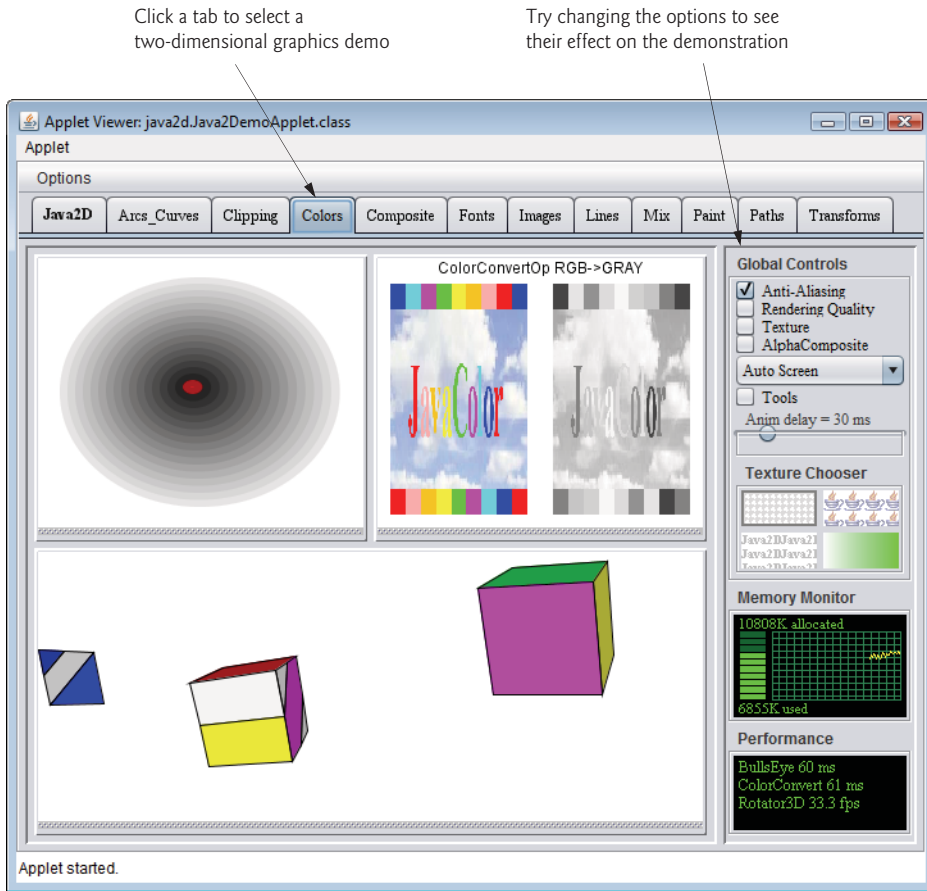 Click a tab to select a
two-dimensional graphics demo
Try changing the options to see
their effect on the demonstration
Applet Viewer: java2d.Java2DemoApplet.class
Applet
Options
Java2D Arcs_Curves Clipping Colors Composite Fonts Images Lines Mix Paint Paths Transforms
ColorConvertOp RGB->GRAY
JavaColor
JavaColor
Global Controls
Anti-Aliasing
Rendering Quality
Texture
AlphaComposite
Auto Screen
Tools
Anim delay = 30 ms
Texture Chooser
Java2DJava2I
Java2DJava2I
Java2DJava2I
Memory Monitor
10808K allocated
6855K used
Performance
BullsEye 60 ms
ColorConvert 61 ms
Rotator3D 33.3 fps
Applet started.